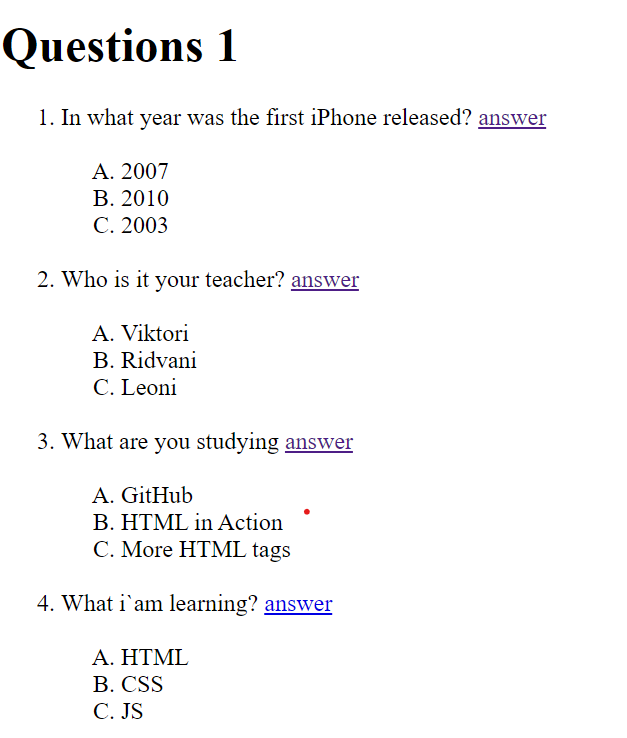 Questions 1
1. In what year was the first iPhone released? answer
A. 2007
B. 2010
C. 2003
2. Who is it your teacher? answer
A. Viktori
B. Ridvani
C. Leoni
3. What are you studying answer
A. GitHub
B. HTML in Action
C. More HTML tags
4. What i`am learning? answer
A. HTML
B. CSS
C. JS